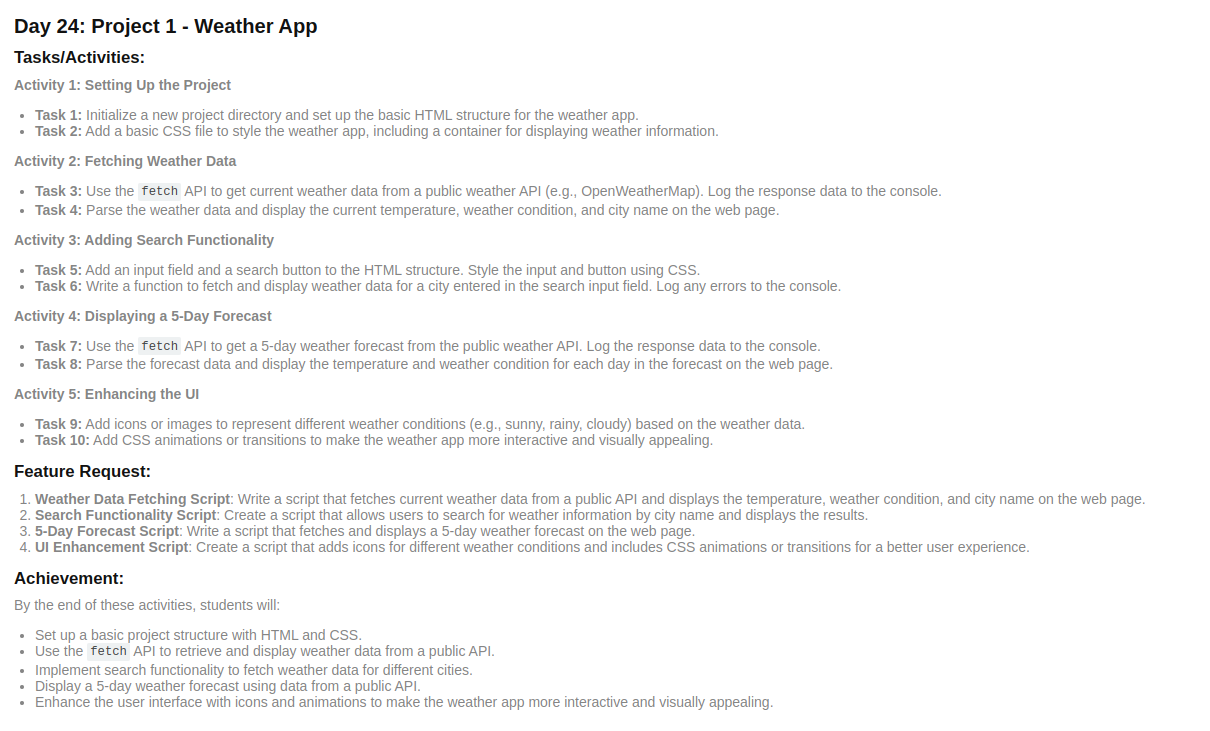 Day 24: Project 1 - Weather App
Tasks/Activities:
Activity 1: Setting Up the Project
• Task 1: Initialize a new project directory and set up the basic HTML structure for the weather app.
• Task 2: Add a basic CSS file to style the weather app, including a container for displaying weather information.
Activity 2: Fetching Weather Data
• Task 3: Use the fetch API to get current weather data from a public weather API (e.g., OpenWeatherMap). Log the response data to the console.
• Task 4: Parse the weather data and display the current temperature, weather condition, and city name on the web page.
Activity 3: Adding Search Functionality
• Task 5: Add an input field and a search button to the HTML structure. Style the input and button using CSS.
• Task 6: Write a function to fetch and display weather data for a city entered in the search input field. Log any errors to the console.
Activity 4: Displaying a 5-Day Forecast
• Task 7: Use the fetch API to get a 5-day weather forecast from the public weather API. Log the response data to the console.
• Task 8: Parse the forecast data and display the temperature and weather condition for each day in the forecast on the web page.
Activity 5: Enhancing the UI
• Task 9: Add icons or images to represent different weather conditions (e.g., sunny, rainy, cloudy) based on the weather data.
• Task 10: Add CSS animations or transitions to make the weather app more interactive and visually appealing.
Feature Request:
1. Weather Data Fetching Script: Write a script that fetches current weather data from a public API and displays the temperature, weather condition, and city name on the web page.
2. Search Functionality Script: Create a script that allows users to search for weather information by city name and displays the results.
3. 5-Day Forecast Script: Write a script that fetches and displays a 5-day weather forecast on the web page.
4. UI Enhancement Script: Create a script that adds icons for different weather conditions and includes CSS animations or transitions for a better user experience.
Achievement:
By the end of these activities, students will:
• Set up a basic project structure with HTML and CSS.
• Use the fetch API to retrieve and display weather data from a public API.
• Implement search functionality to fetch weather data for different cities.
• Display a 5-day weather forecast using data from a public API.
• Enhance the user interface with icons and animations to make the weather app more interactive and visually appealing.